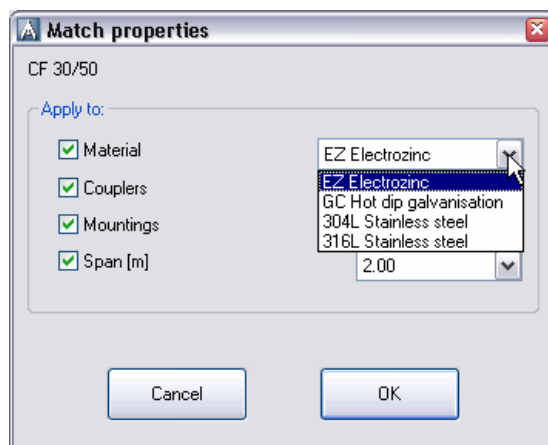 Match properties
CF 30/50
Apply to:
Material
EZ Electrozinc
EZ Electrozinc
GC Hot dip galvanisation
304L Stainless steel
316L Stainless steel
Couplers
Mountings
Span [m]
2.00
Cancel
OK